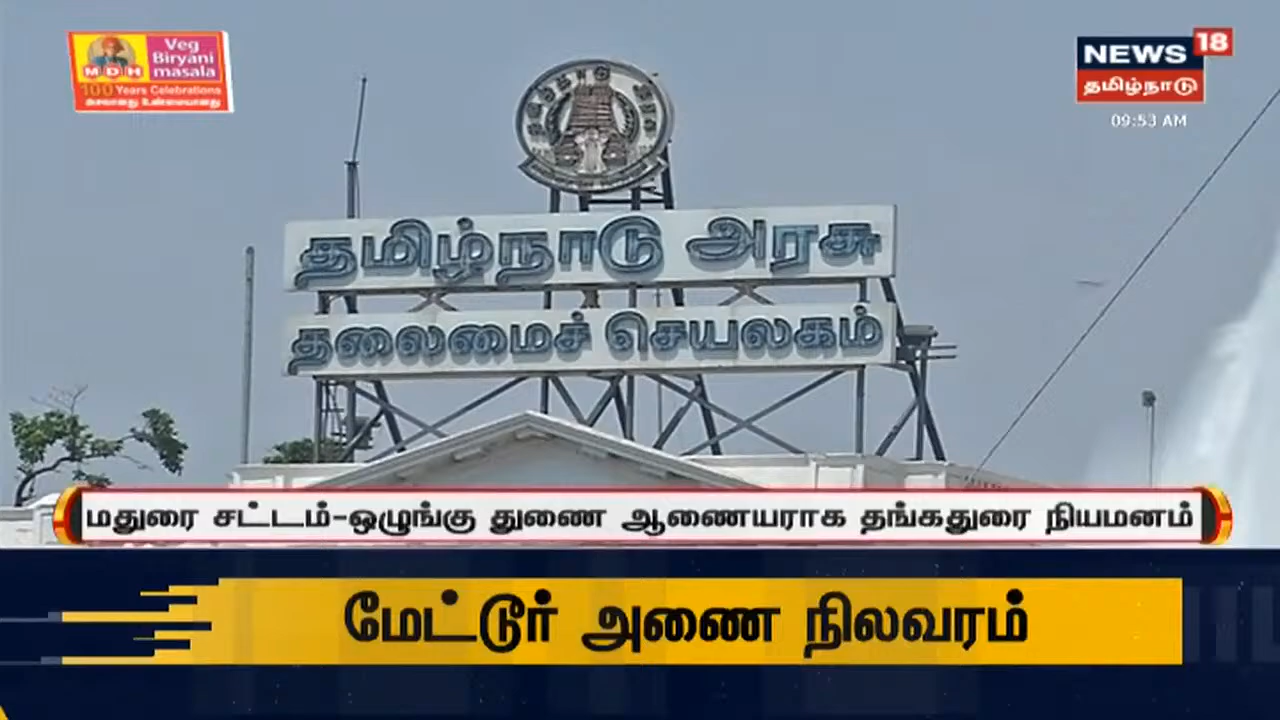 Veg
Biryani
masala
MDH
100 Years Celebrations
NEWS 18
தமிழ்நாடு
09:53 AM
தமிழ்நாடு அரசு
தலைமைச் செயலகம்
மதுரை சட்டம்-ஒழுங்கு துணை ஆணையராக தங்கதுரை நியமனம்
மேட்டூர் அணை நிலவரம்